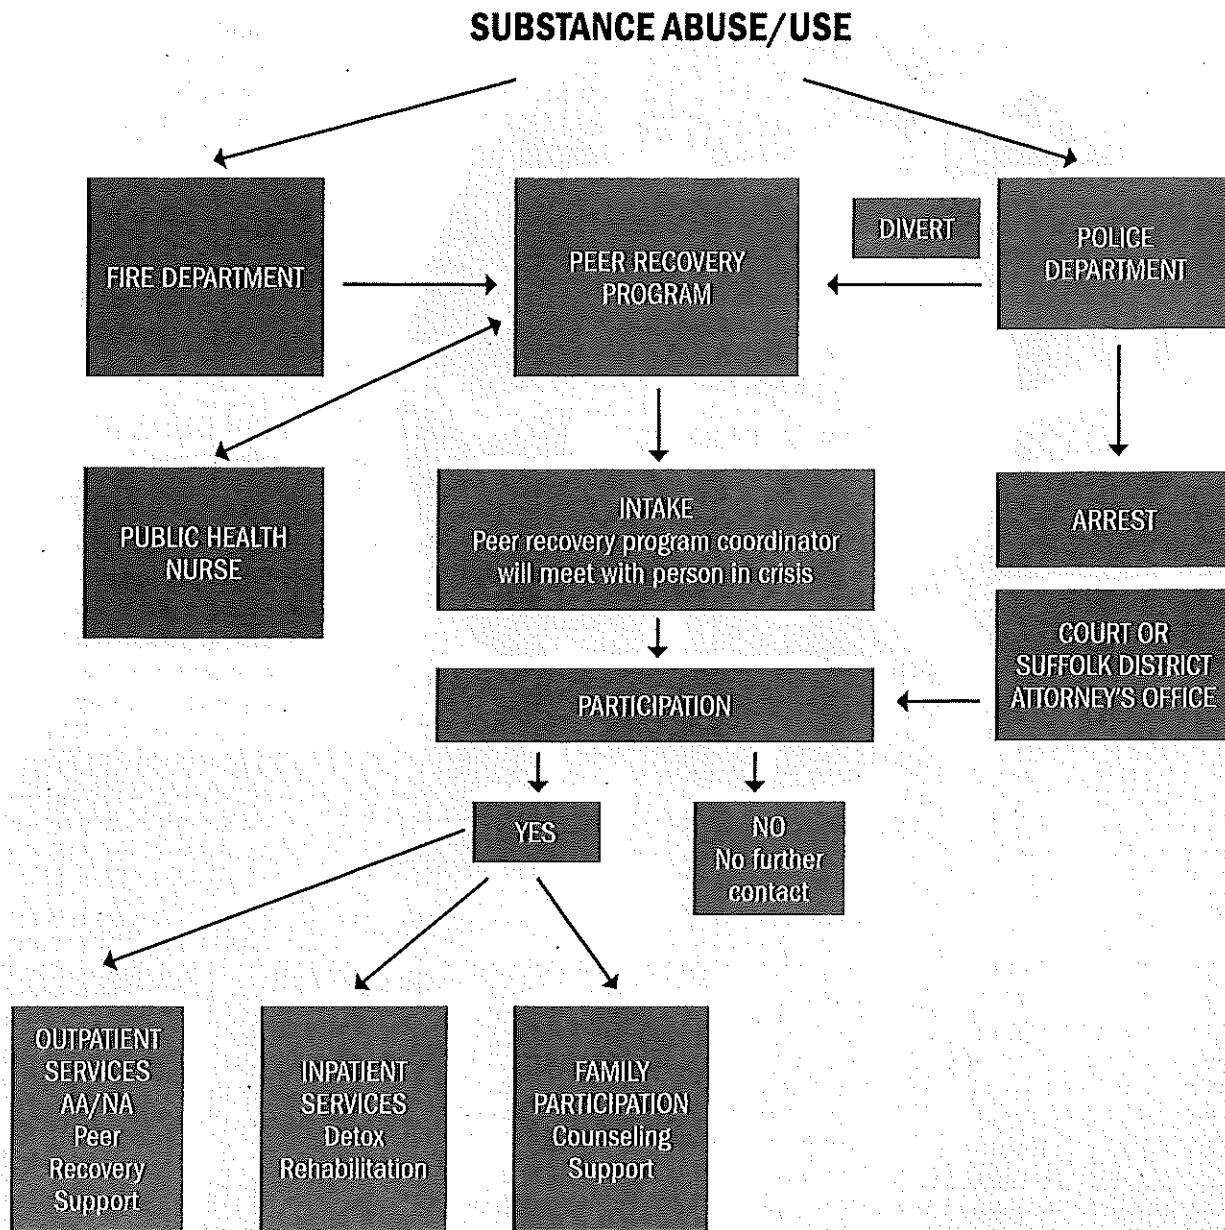 SUBSTANCE ABUSE/USE
FIRE DEPARTMENT
PEER RECOVERY
PROGRAM
DIVERT
POLICE
DEPARTMENT
PUBLIC HEALTH
NURSE
INTAKE
Peer recovery program coordinator
will meet with person in crisis
ARREST
COURT OR
SUFFOLK DISTRICT
ATTORNEY'S OFFICE
PARTICIPATION
YES
NO
No further
contact
OUTPATIENT
SERVICES
AA/NA
Peer
Recovery
Support
INPATIENT
SERVICES
Detox
Rehabilitation
FAMILY
PARTICIPATION
Counseling
Support